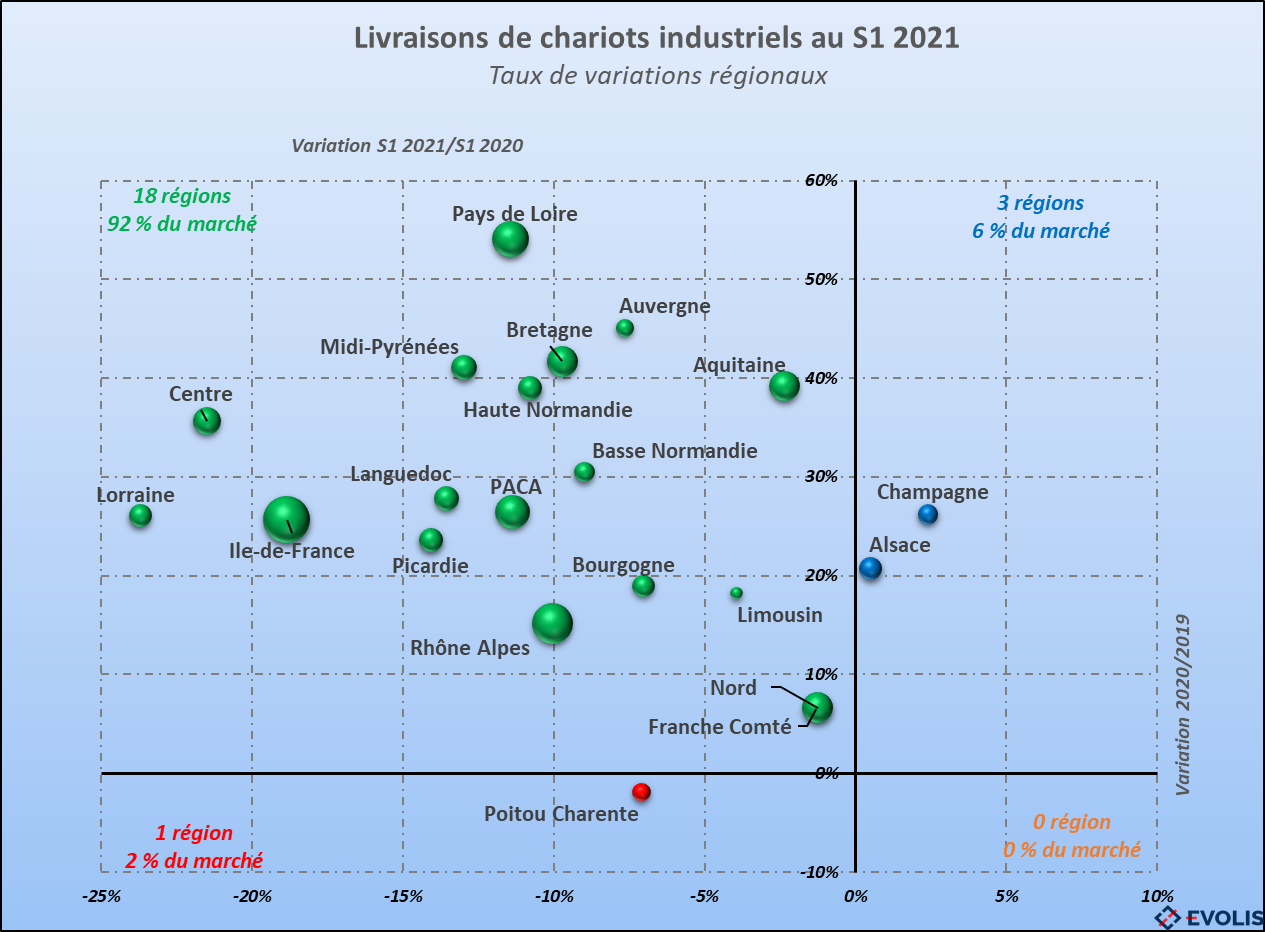 Livraisons de chariots industriels au S1 2021
Taux de variations régionaux
Variation S1 2021/S1 2020
18 régions
92 % du marché
3 régions
6 % du marché
60%
Pays de Loire
50%
Auvergne
Bretagne
Midi-Pyrénées
Aquitaine
40%
Centre
Haute Normandie
Basse Normandie
Languedoc
30%
PACA
Lorraine
Champagne
Ile-de-France
Alsace
Picardie
Bourgogne
20%
Limousin
Rhône Alpes
10%
Nord
Franche Comté
Variation 2020/2019
0%
Poitou Charente
1 région
2 % du marché
0 région
0 % du marché
-10%
-25% -20% -15% -10% -5% 0% 5% 10%
EVOLIS